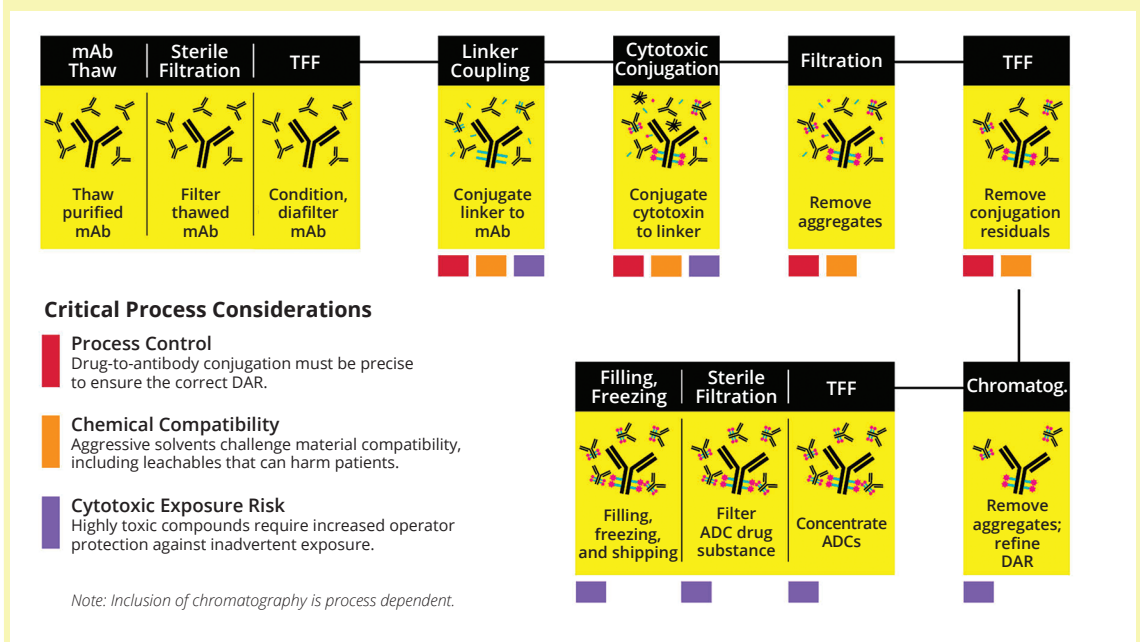 mAb
Thaw
Sterile
Filtration
TFF
Linker
Coupling
Cytotoxic
Conjugation
Filtration
TFF
Thaw
purified
mAb
Filter
thawed
mAb
Condition,
diafilter
mAb
Conjugate
linker to
mAb
Conjugate
cytotoxin
to linker
Remove
aggregates
Remove
conjugation
residuals
Critical Process Considerations
Process Control
Drug-to-antibody conjugation must be precise
to ensure the correct DAR.
Chemical Compatibility
Aggressive solvents challenge material compatibility,
including leachables that can harm patients.
Cytotoxic Exposure Risk
Highly toxic compounds require increased operator
protection against inadvertent exposure.
Note: Inclusion of chromatography is process dependent.
Filling,
Freezing
Sterile
Filtration
TFF
Chromatog.
Filling,
freezing,
and shipping
Filter
ADC drug
substance
Concentrate
ADCs
Remove
aggregates;
refine
DAR